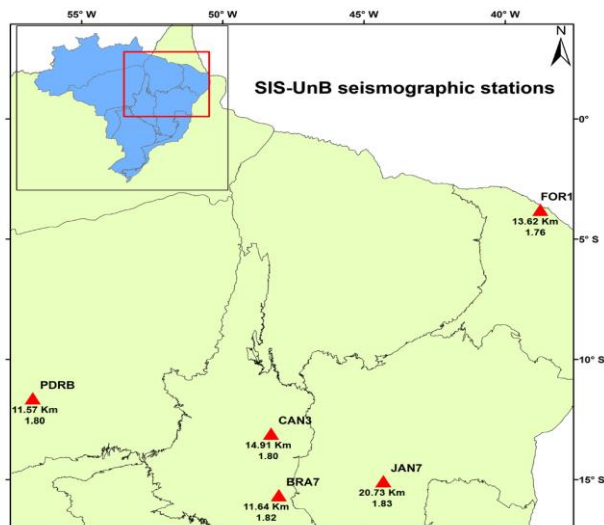 55°W 50°W 44°W 41°W
N
SIS-UnB seismographic stations
0°
FOR1
13.62 Km
1.76
5° S
10° S
PDRB
11.57 Km
1.80
CAN3
14.91 Km
1.80
BRA7
11.64 Km
1.82
JAN7
20.73 Km
1.83
15° S